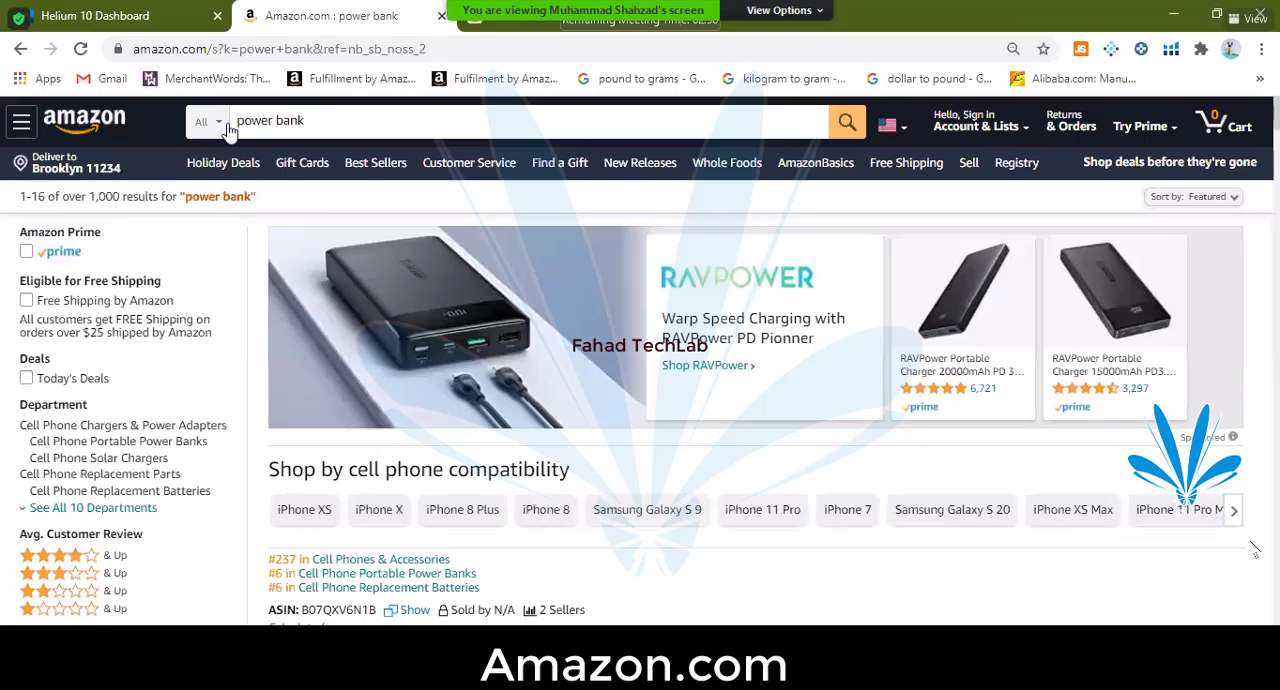 Helium 10 Dashboard
Amazon.com : power bank
You are viewing Muhammad Shahzad's screen
View Options
View
amazon.com/s?k=power+bank&ref=nb_sb_noss_2
Apps
Gmail
MerchantWords: Th...
Fulfillment by Amaz...
Fulfilment by Amaz...
pound to grams - G...
kilogram to gram -...
dollar to pound - G...
Alibaba.com: Manu...
amazon
All
power bank
Hello, Sign in
Account & Lists
Returns
& Orders
Try Prime
0
Cart
Deliver to
Brooklyn 11234
Holiday Deals
Gift Cards
Best Sellers
Customer Service
Find a Gift
New Releases
Whole Foods
AmazonBasics
Free Shipping
Sell
Registry
Shop deals before they're gone
1-16 of over 1,000 results for "power bank"
Sort by: Featured
Amazon Prime
prime
Eligible for Free Shipping
Free Shipping by Amazon
All customers get FREE Shipping on
orders over $25 shipped by Amazon
Deals
Today's Deals
Department
Cell Phone Chargers & Power Adapters
Cell Phone Portable Power Banks
Cell Phone Solar Chargers
Cell Phone Replacement Parts
Cell Phone Replacement Batteries
See All 10 Departments
Avg. Customer Review
& Up
& Up
& Up
& Up
RAVPOWER
Warp Speed Charging with
RAVPower PD Pionner
Fahad TechLab
Shop RAVPower ›
RAVPower Portable
Charger 20000mAh PD 3...
6,721
prime
RAVPower Portable
Charger 15000mAh PD3....
3,297
prime
Shop by cell phone compatibility
iPhone XS
iPhone X
iPhone 8 Plus
iPhone 8
Samsung Galaxy S 9
iPhone 11 Pro
iPhone 7
Samsung Galaxy S 20
iPhone XS Max
iPhone 11 Pro M
#237 in Cell Phones & Accessories
#6 in Cell Phone Portable Power Banks
#6 in Cell Phone Replacement Batteries
ASIN: B07QXV6N1B
Show
Sold by N/A
2 Sellers
Amazon.com